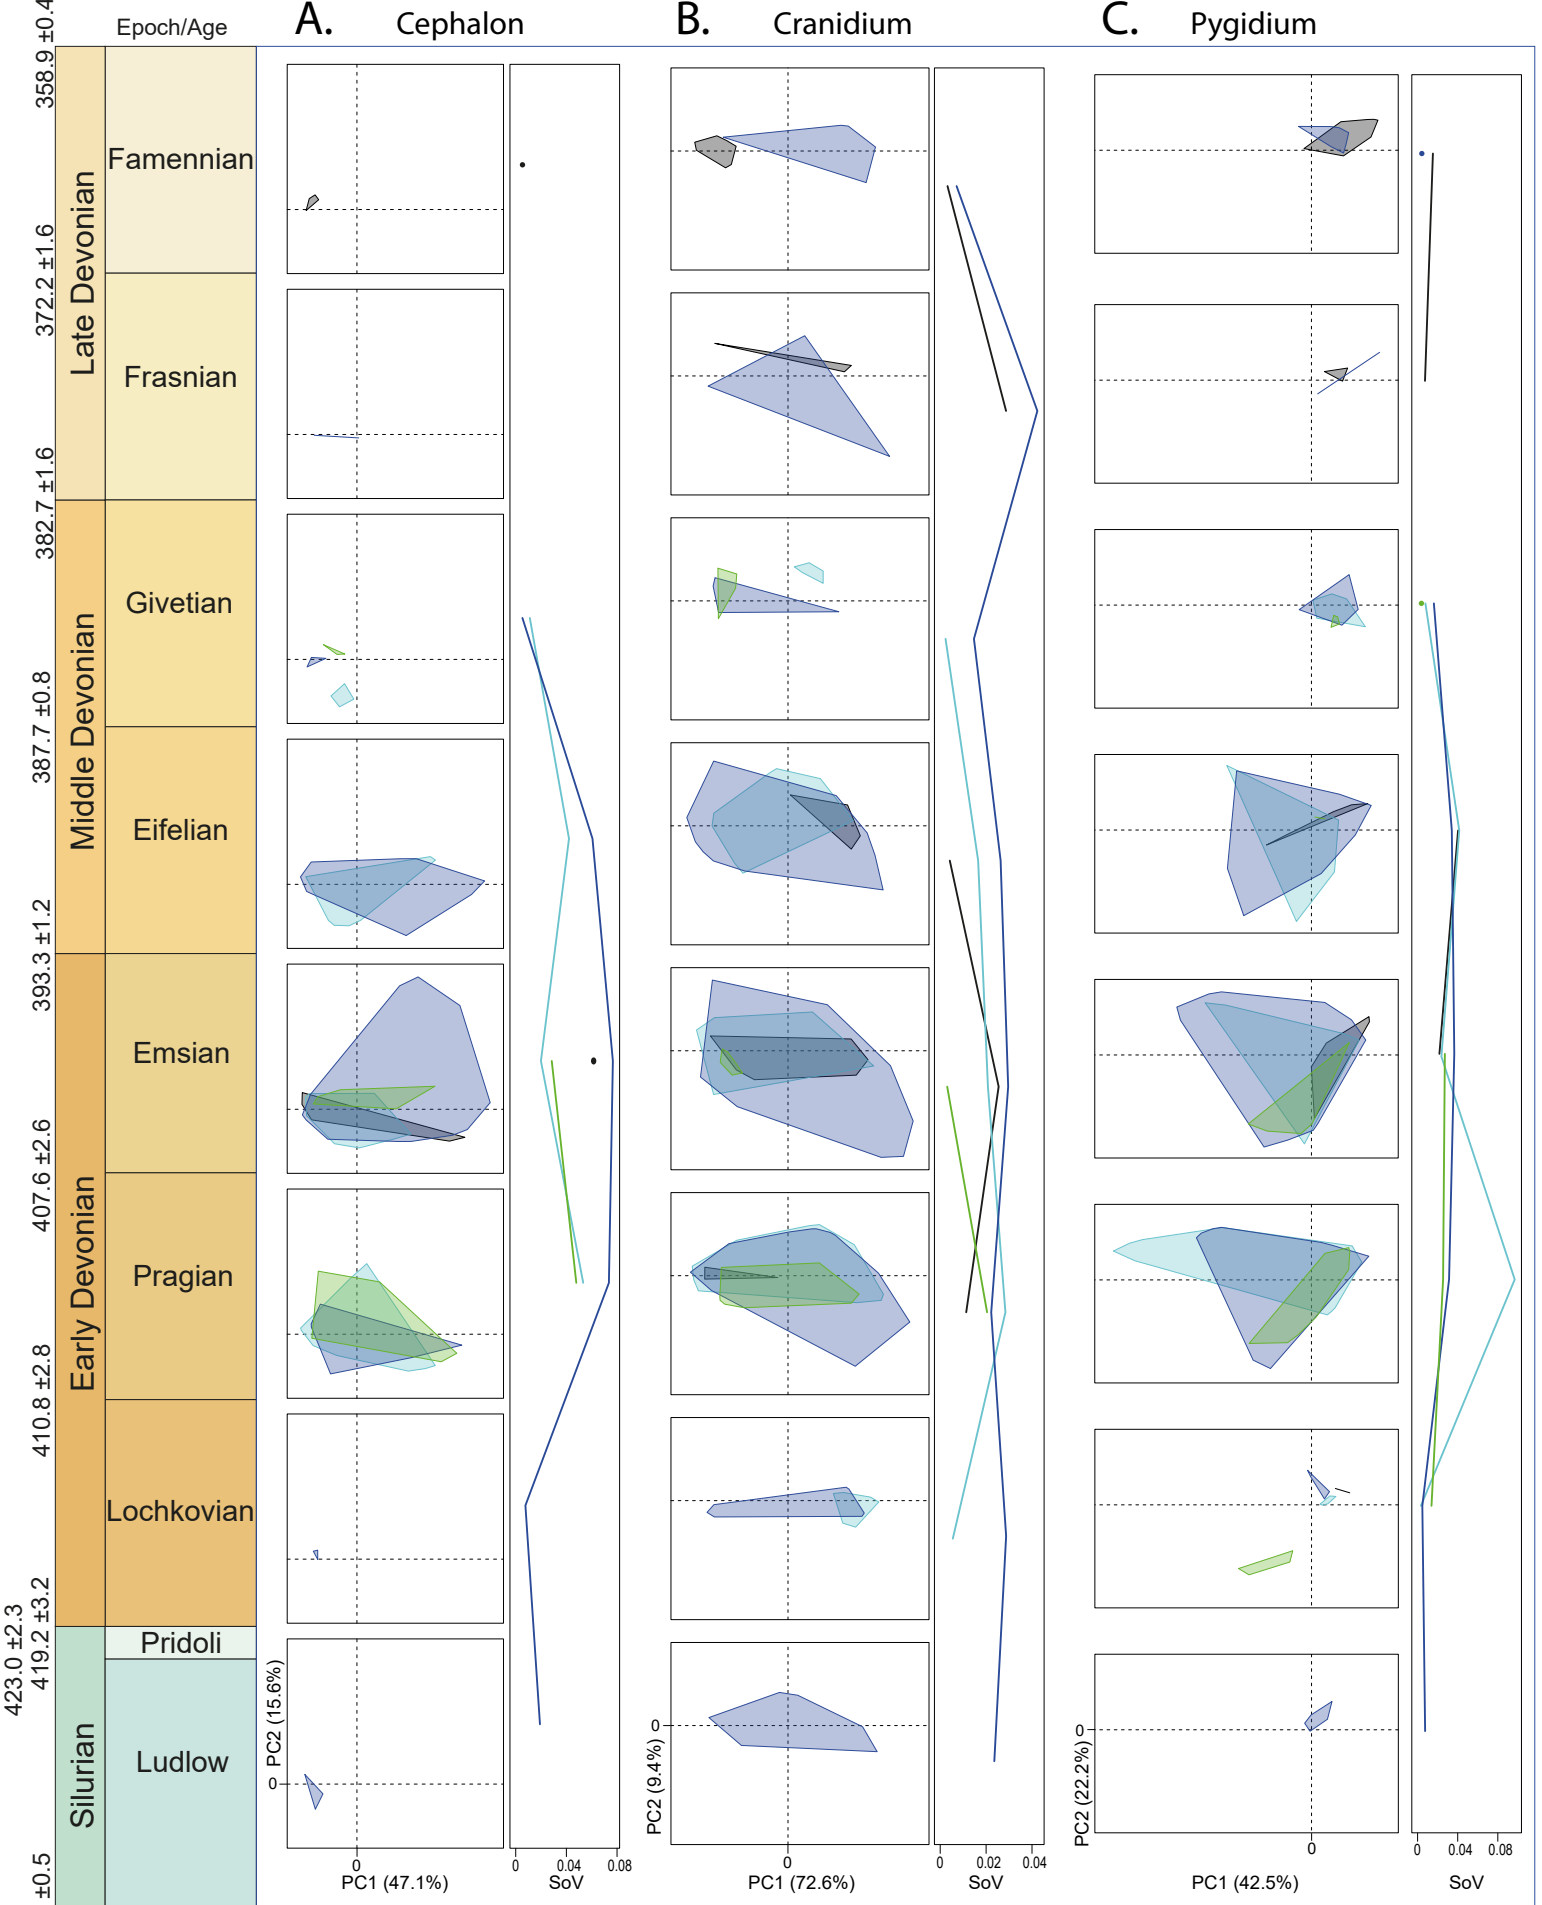 Epoch/Age
A. Cephalon
B. Cranidium
C. Pygidium
358.9 ±0.4
372.2 ±1.6
382.7 ±1.6
387.7 ±0.8
393.3 ±1.2
407.6 ±2.6
410.8 ±2.8
419.2 ±3.2
423.0 ±2.3
±0.5
Late Devonian
Middle Devonian
Early Devonian
Silurian
Famennian
Frasnian
Givetian
Eifelian
Emsian
Pragian
Lochkovian
Pridoli
Ludlow
PC2 (15.6%)
0
0
PC1 (47.1%)
0 0.04 0.08
SoV
PC2 (9.4%)
0
0
PC1 (72.6%)
0 0.02 0.04
SoV
PC2 (22.2%)
0
0
PC1 (42.5%)
0 0.04 0.08
SoV